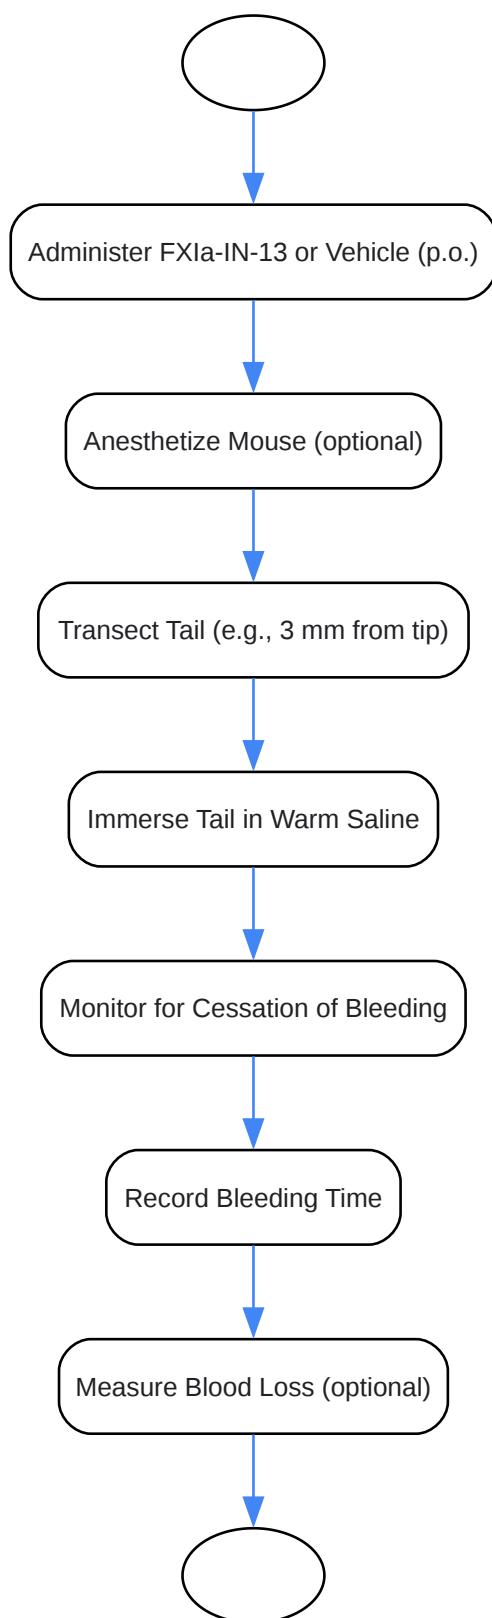 Administer FXIa-IN-13 or Vehicle (p.o.)
Anesthetize Mouse (optional)
Transect Tail (e.g., 3 mm from tip)
Immerse Tail in Warm Saline
Monitor for Cessation of Bleeding
Record Bleeding Time
Measure Blood Loss (optional)